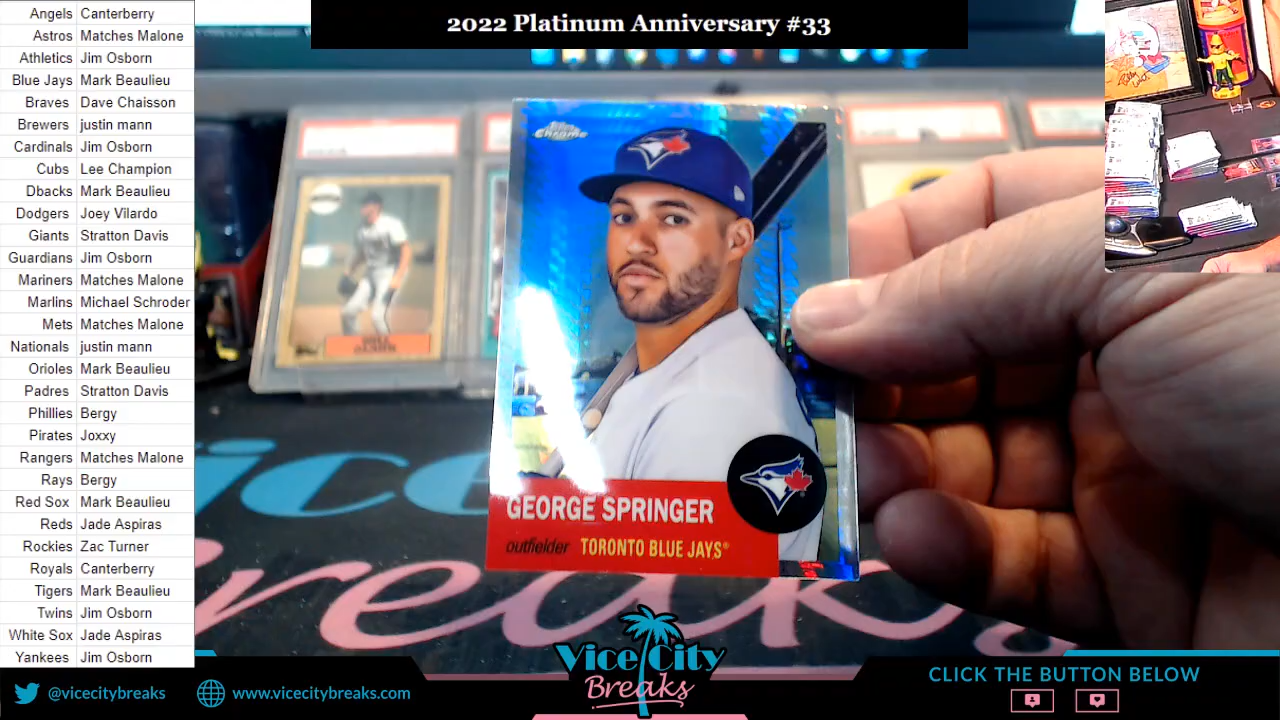 2022 Platinum Anniversary #33
Angels Canterberry
Astros Matches Malone
Athletics Jim Osborn
Blue Jays Mark Beaulieu
Braves Dave Chaisson
Brewers justin mann
Cardinals Jim Osborn
Cubs Lee Champion
Dbacks Mark Beaulieu
Dodgers Joey Vilardo
Giants Stratton Davis
Guardians Jim Osborn
Mariners Matches Malone
Marlins Michael Schroder
Mets Matches Malone
Nationals justin mann
Orioles Mark Beaulieu
Padres Stratton Davis
Phillies Bergy
Pirates Joxxy
Rangers Matches Malone
Rays Bergy
Red Sox Mark Beaulieu
Reds Jade Aspiras
Rockies Zac Turner
Royals Canterberry
Tigers Mark Beaulieu
Twins Jim Osborn
White Sox Jade Aspiras
Yankees Jim Osborn
Topps
Chrome
GEORGE SPRINGER
outfielder TORONTO BLUE JAYS®
Vice
Breaks
Vice City
Breaks
@vicecitybreaks
www.vicecitybreaks.com
CLICK THE BUTTON BELOW